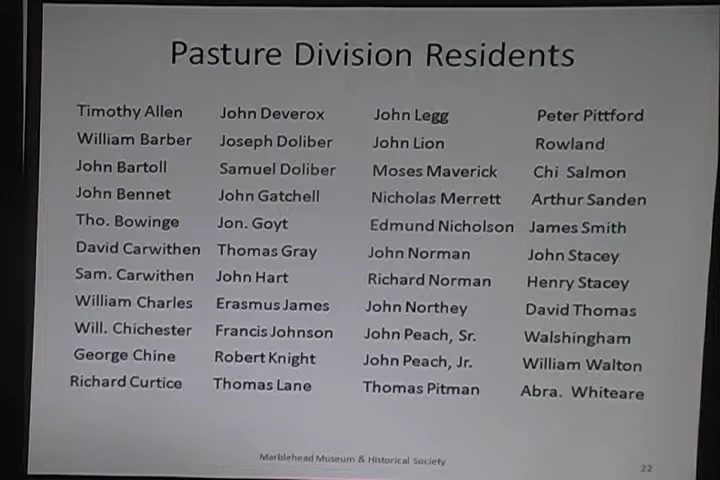 Pasture Division Residents
Timothy Allen
William Barber
John Bartoll
John Bennet
Tho. Bowinge
David Carwithen
Sam. Carwithen
William Charles
Will. Chichester
George Chine
Richard Curtice
John Deverox
Joseph Doliber
Samuel Doliber
John Gatchell
Jon. Goyt
Thomas Gray
John Hart
Erasmus James
Francis Johnson
Robert Knight
Thomas Lane
John Legg
John Lion
Moses Maverick
Nicholas Merrett
Edmund Nicholson
John Norman
Richard Norman
John Northey
John Peach, Sr.
John Peach, Jr.
Thomas Pitman
Peter Pittford
Rowland
Chi Salmon
Arthur Sanden
James Smith
John Stacey
Henry Stacey
David Thomas
Walshingham
William Walton
Abra. Whiteare
Marblehead Museum & Historical Society
22